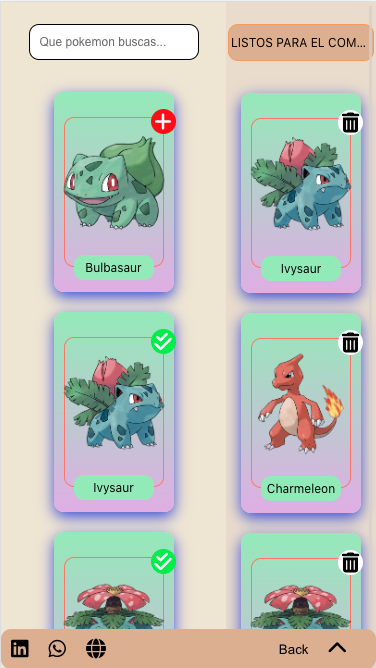 Que pokemon buscas...
LISTOS PARA EL COM...
Bulbasaur
Ivysaur
Ivysaur
Charmeleon
Back